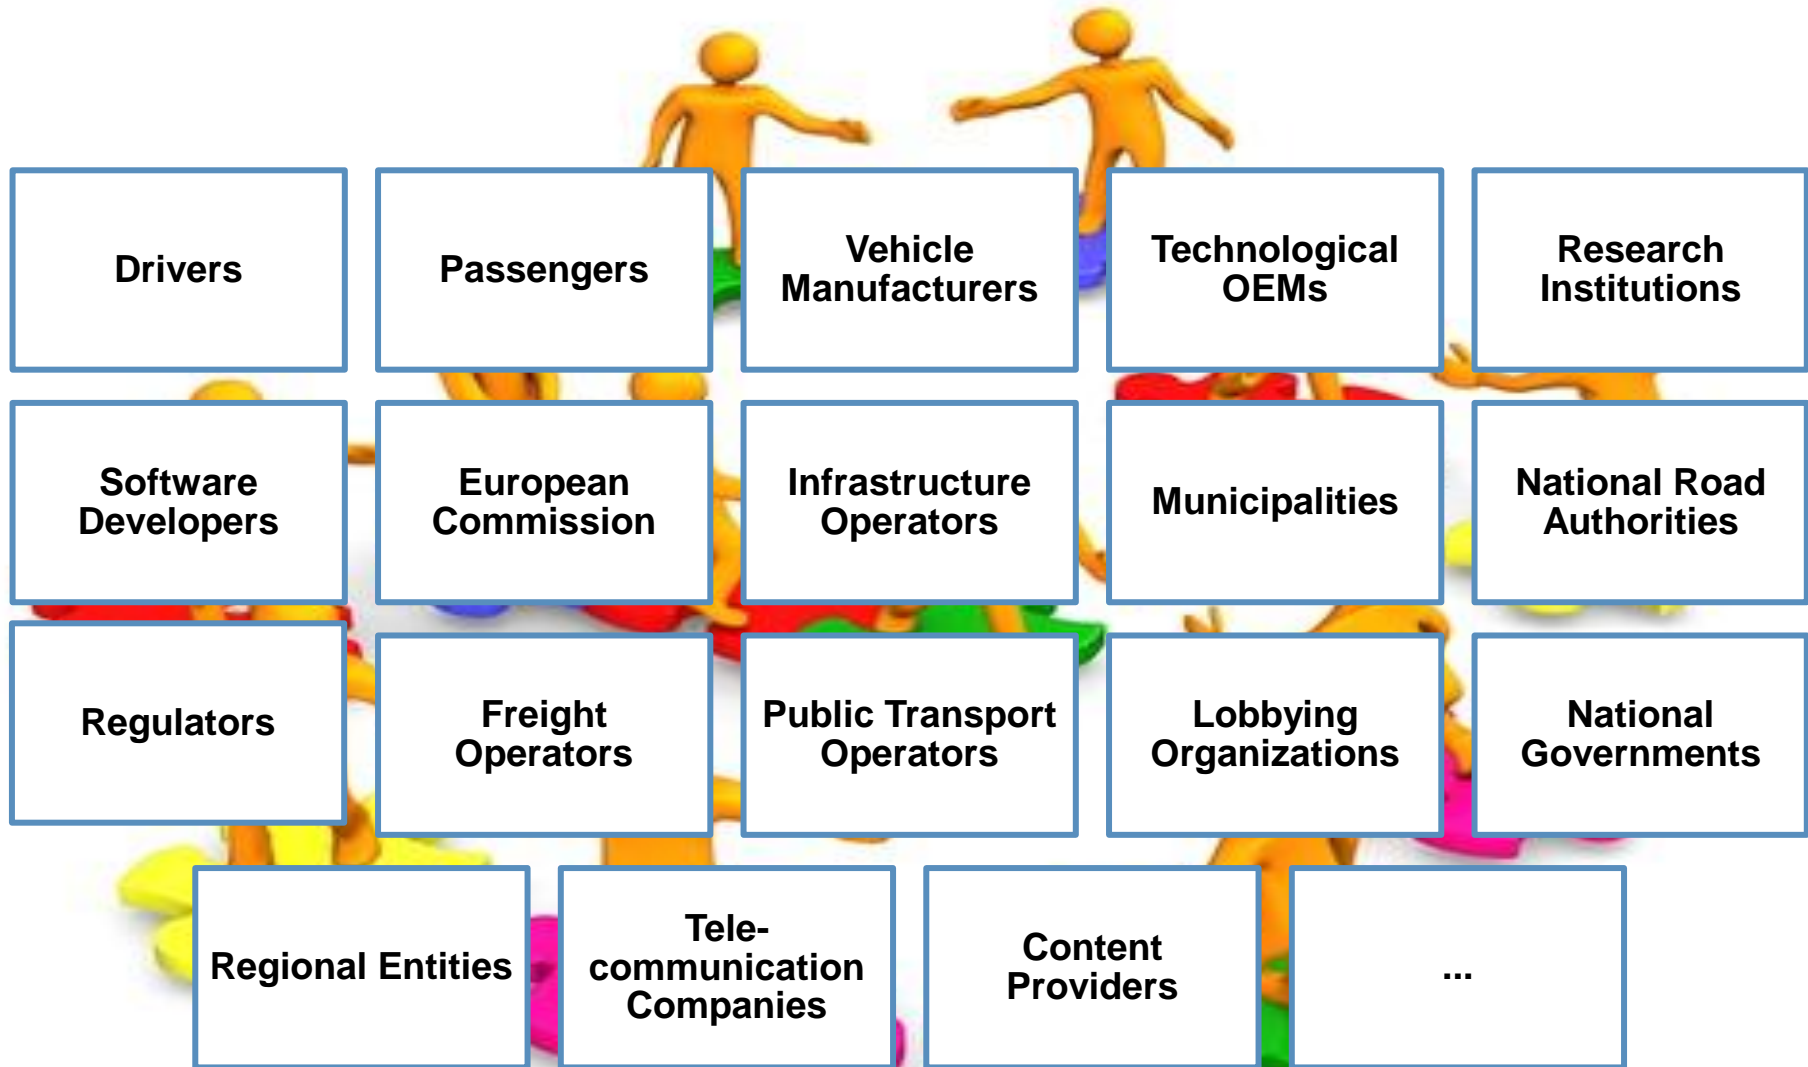 Drivers
Passengers
Vehicle
Manufacturers
Technological
OEMs
Research
Institutions
Software
Developers
European
Commission
Infrastructure
Operators
Municipalities
National Road
Authorities
Regulators
Freight
Operators
Public Transport
Operators
Lobbying
Organizations
National
Governments
Regional Entities
Tele-
communication
Companies
Content
Providers
...